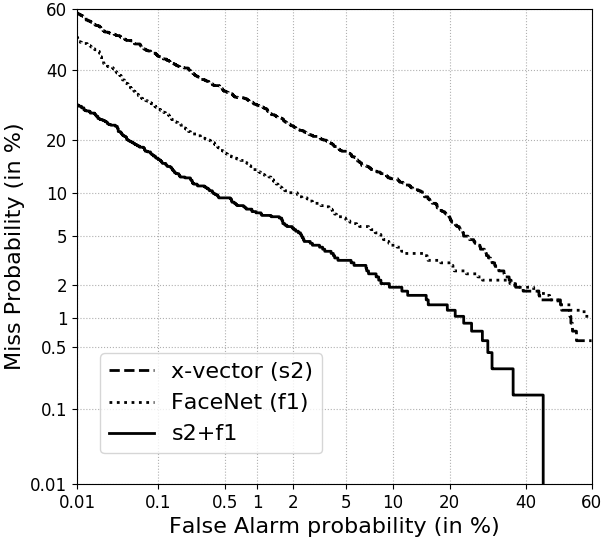 60
40
20
10
5
2
1
0.5
0.1
0.01
Miss Probability (in %)
x-vector (s2)
FaceNet (f1)
s2+f1
0.01 0.1 0.5 1 2 5 10 20 40 60
False Alarm probability (in %)